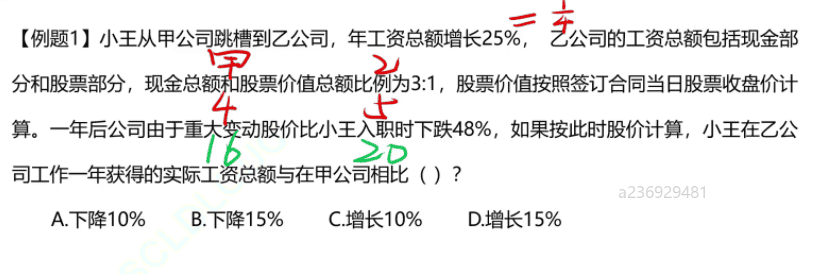 = 1/4
【例题1】小王从甲公司跳槽到乙公司，年工资总额增长25%，乙公司的工资总额包括现金部
甲 乙
分和股票部分，现金总额和股票价值总额比例为3:1，股票价值按照签订合同当日股票收盘价计
4 5
算。一年后公司由于重大变动股价比小王入职时下跌48%，如果按此时股价计算，小王在乙公
16 20
司工作一年获得的实际工资总额与在甲公司相比（ ）？
a236929481
A.下降10% B.下降15% C.增长10% D.增长15%